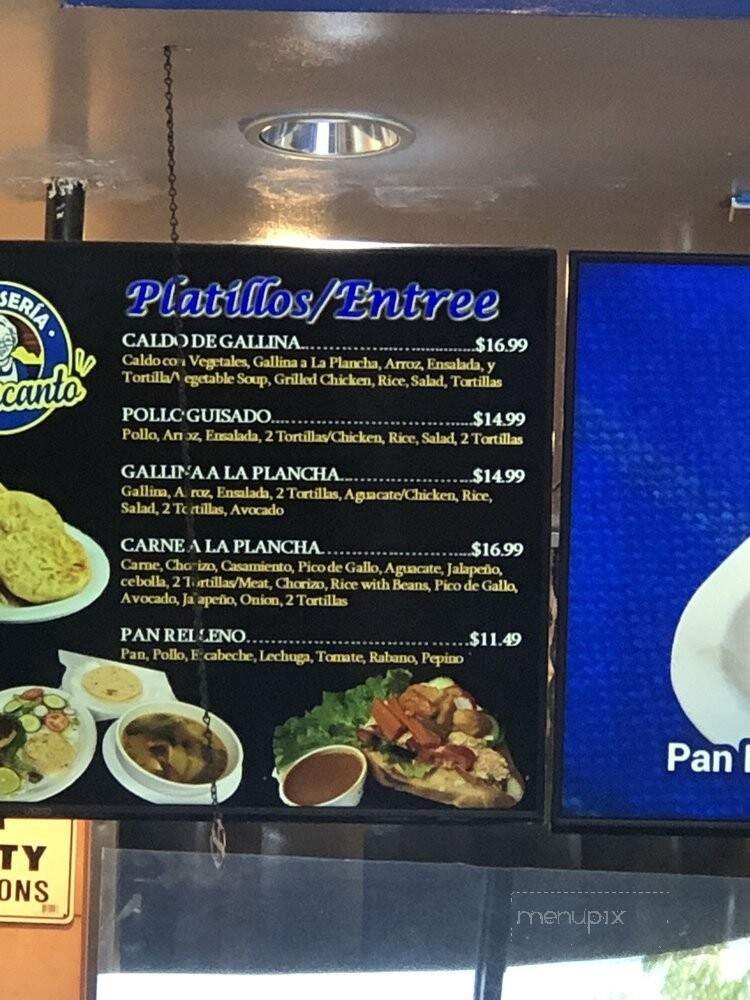 SERÍA
canto
Platillos/Entree
CALDO DE GALLINA........................................$16.99
Caldo con Vegetales, Gallina a La Plancha, Arroz, Ensalada, y
Tortilla/Vegetable Soup, Grilled Chicken, Rice, Salad, Tortillas
POLLO GUISADO........................................$14.99
Pollo, Arroz, Ensalada, 2 Tortillas/Chicken, Rice, Salad, 2 Tortillas
GALLINA A LA PLANCHA........................................$14.99
Gallina, Arroz, Ensalada, 2 Tortillas, Aguacate/Chicken, Rice,
Salad, 2 Tortillas, Avocado
CARNE A LA PLANCHA........................................$16.99
Carne, Chorizo, Casamiento, Pico de Gallo, Aguacate, Jalapeño,
cebolla, 2 Tortillas/Meat, Chorizo, Rice with Beans, Pico de Gallo,
Avocado, Jalapeño, Onion, 2 Tortillas
PAN RELLENO........................................$11.49
Pan, Pollo, Escabeche, Lechuga, Tomate, Rabano, Pepino
Pan
TY
ONS
menupix